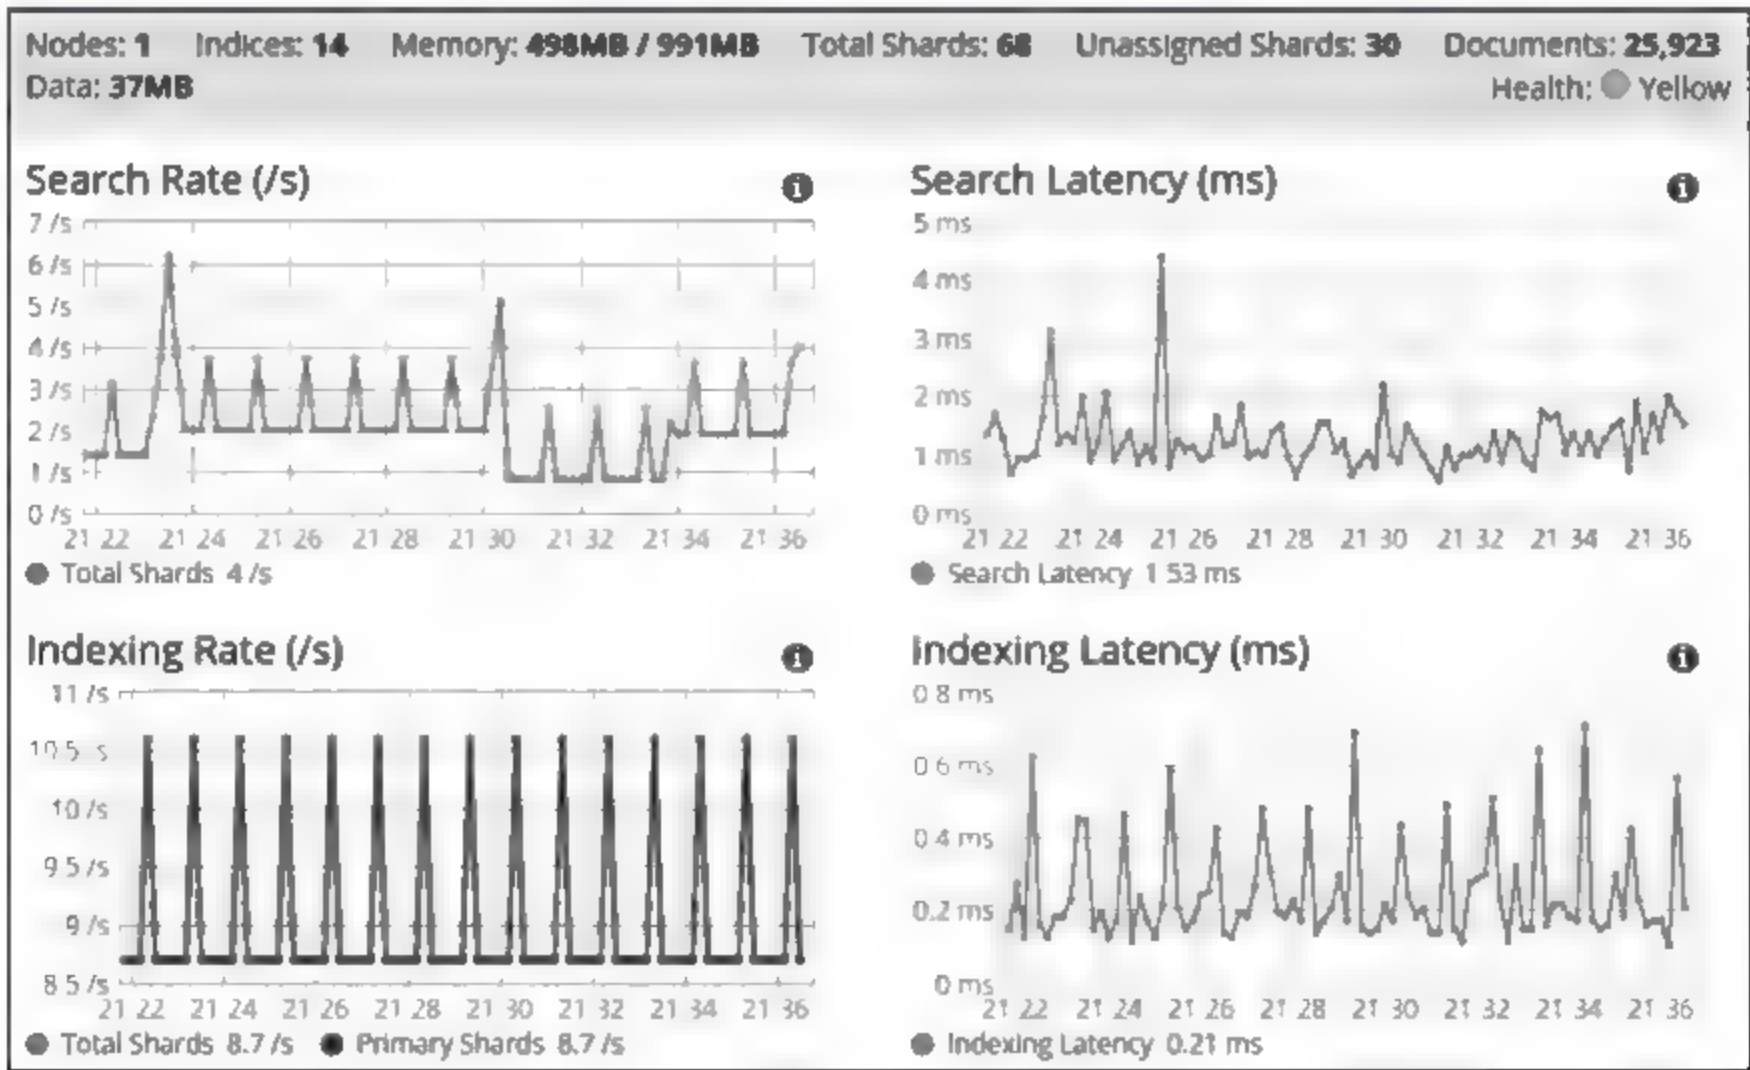 Nodes: 1 Indices: 14 Memory: 498MB / 991MB Total Shards: 68 Unassigned Shards: 30 Documents: 25,923
Data: 37MB Health: Yellow
Search Rate (/s)
7 /s
6 /s
5 /s
4 /s
3 /s
2 /s
1 /s
0 /s
21 22 21 24 21 26 21 28 21 30 21 32 21 34 21 36
Total Shards 4 /s
Search Latency (ms)
5 ms
4 ms
3 ms
2 ms
1 ms
0 ms
21 22 21 24 21 26 21 28 21 30 21 32 21 34 21 36
Search Latency 1 53 ms
Indexing Rate (/s)
11 /s
10.5 s
10 /s
9 5 /s
9 /s
8 5 /s
21 22 21 24 21 26 21 28 21 30 21 32 21 34 21 36
Total Shards 8.7 /s Primary Shards 8.7 /s
Indexing Latency (ms)
0 8 ms
0 6 ms
0 4 ms
0.2 ms
0 ms
21 22 21 24 21 26 21 28 21 30 21 32 21 34 21 36
Indexing Latency 0.21 ms